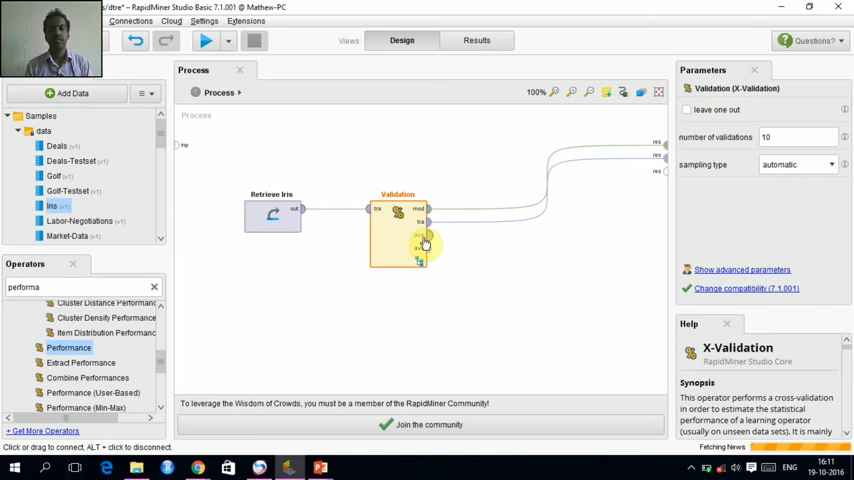 s/dtre* – RapidMiner Studio Basic 7.1.001 @ Mathew-PC
Connections Cloud Settings Extensions
Views: Design Results Questions?
Add Data
Samples
data
Deals (v1)
Deals-Testset (v1)
Golf (v1)
Golf-Testset (v1)
Iris (v1)
Labor-Negotiations (v1)
Market-Data (v1)
Operators
performa
Cluster Distance Performanc
Cluster Density Performance
Item Distribution Performanc
Performance
Extract Performance
Combine Performances
Performance (User-Based)
Performance (Min-Max)
+ Get More Operators
Click or drag to connect, ALT + click to disconnect.
Process
Process
100%
Process
inp
res
res
res
Retrieve Iris
out
Validation
tra mod
tra
To leverage the Wisdom of Crowds, you must be a member of the RapidMiner Community!
Join the community
Parameters
Validation (X-Validation)
leave one out
number of validations 10
sampling type automatic
Show advanced parameters
Change compatibility (7.1.001)
Help
X-Validation
RapidMiner Studio Core
Synopsis
This operator performs a cross-validation
in order to estimate the statistical
performance of a learning operator
(usually on unseen data sets). It is mainly
Fetching News
ENG
16:11
19-10-2016